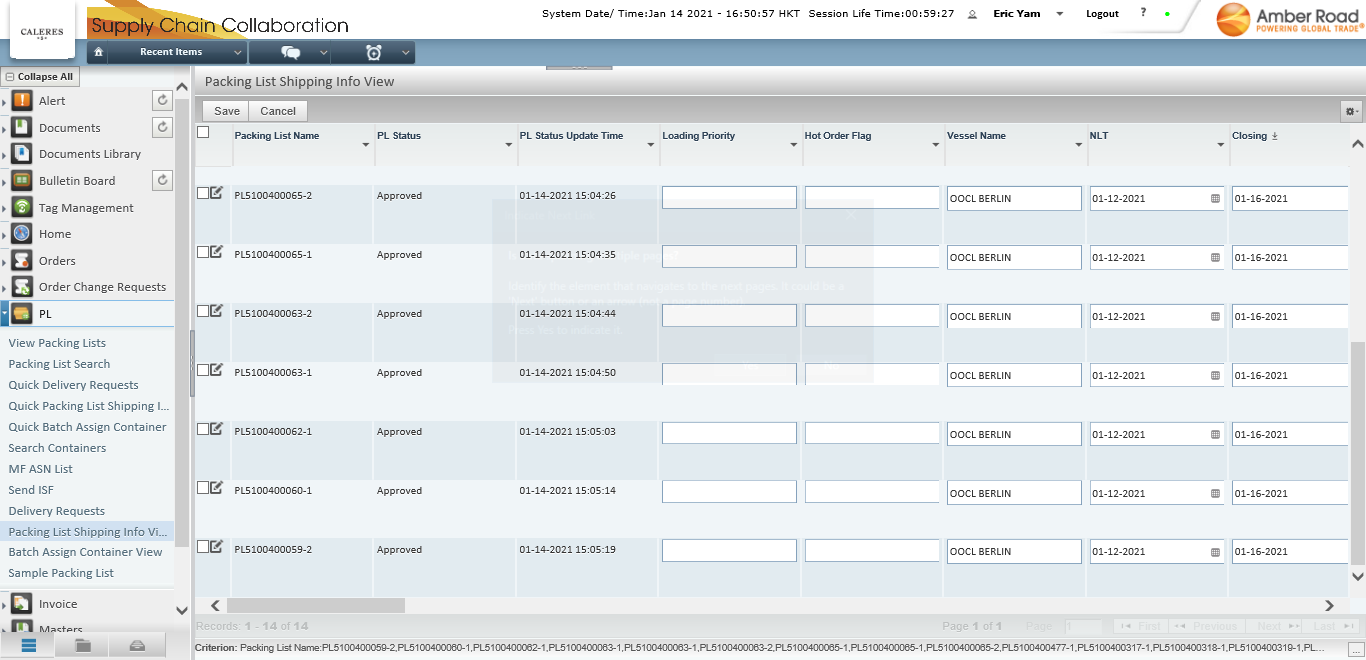 CALERES
Supply Chain Collaboration
System Date/ Time:Jan 14 2021 - 16:50:57 HKT Session Life Time:00:59:27 Eric Yam Logout ?
Amber Road
POWERING GLOBAL TRADE
Recent Items
Collapse All
Alert
Documents
Documents Library
Bulletin Board
Tag Management
Home
Orders
Order Change Requests
PL
View Packing Lists
Packing List Search
Quick Delivery Requests
Quick Packing List Shipping I...
Quick Batch Assign Container
Search Containers
MF ASN List
Send ISF
Delivery Requests
Packing List Shipping Info Vi...
Batch Assign Container View
Sample Packing List
Invoice
Masters
Packing List Shipping Info View
Save Cancel
Packing List Name PL Status PL Status Update Time Loading Priority Hot Order Flag Vessel Name NLT Closing
PL5100400065-2 Approved 01-14-2021 15:04:26 OOCL BERLIN 01-12-2021 01-16-2021
PL5100400065-1 Approved 01-14-2021 15:04:35 OOCL BERLIN 01-12-2021 01-16-2021
PL5100400063-2 Approved 01-14-2021 15:04:44 OOCL BERLIN 01-12-2021 01-16-2021
PL5100400063-1 Approved 01-14-2021 15:04:50 OOCL BERLIN 01-12-2021 01-16-2021
PL5100400062-1 Approved 01-14-2021 15:05:03 OOCL BERLIN 01-12-2021 01-16-2021
PL5100400060-1 Approved 01-14-2021 15:05:14 OOCL BERLIN 01-12-2021 01-16-2021
PL5100400059-2 Approved 01-14-2021 15:05:19 OOCL BERLIN 01-12-2021 01-16-2021
Records: 1 - 14 of 14 Page 1 of 1 Page 1 First Previous Next Last
Criterion: Packing List Name:PL5100400059-2,PL5100400060-1,PL5100400062-1,PL5100400063-1,PL5100400063-1,PL5100400063-2,PL5100400065-1,PL5100400065-1,PL5100400065-2,PL5100400477-1,PL5100400317-1,PL5100400318-1,PL5100400319-1,PL...